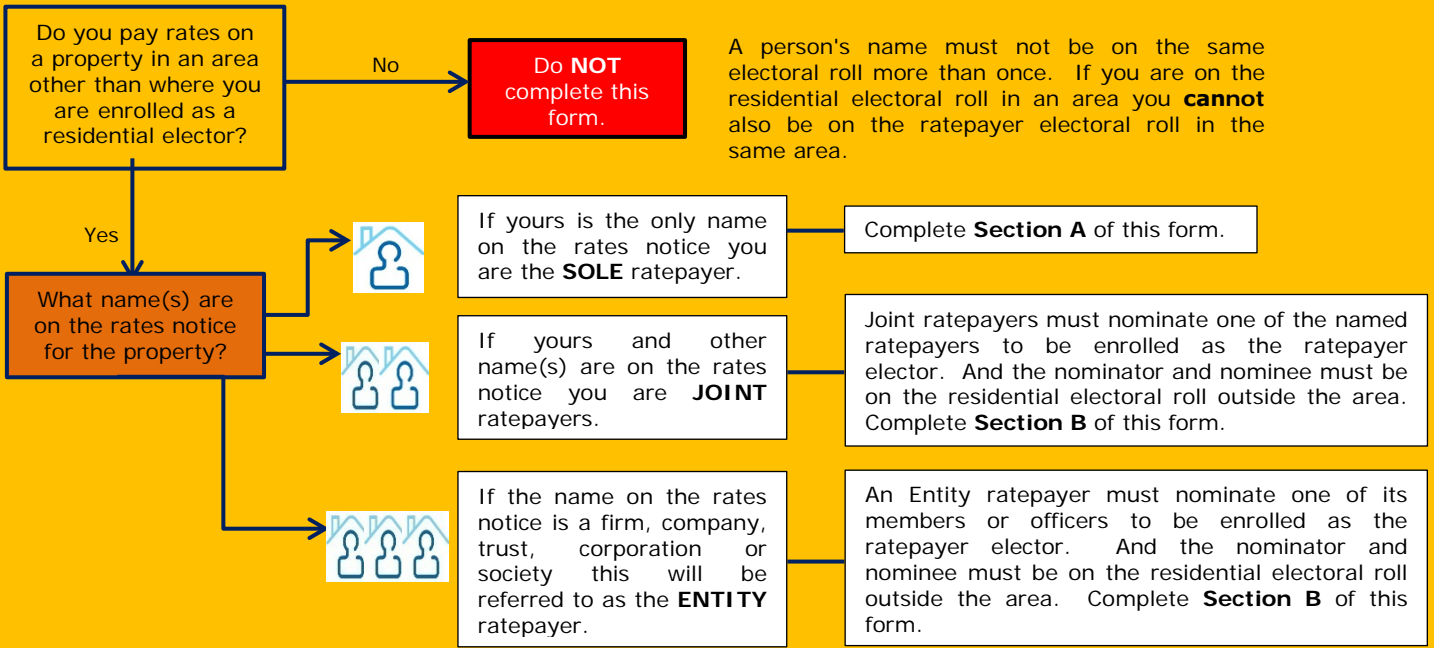 Do you pay rates on
a property in an area
other than where you
are enrolled as a
residential elector?
No
Do NOT
complete this
form.
A person's name must not be on the same
electoral roll more than once. If you are on the
residential electoral roll in an area you cannot
also be on the ratepayer electoral roll in the
same area.
Yes
What name(s) are
on the rates notice
for the property?
If yours is the only name
on the rates notice you
are the SOLE ratepayer.
Complete Section A of this form.
If yours and other
name(s) are on the rates
notice you are JOINT
ratepayers.
Joint ratepayers must nominate one of the named
ratepayers to be enrolled as the ratepayer
elector. And the nominator and nominee must be
on the residential electoral roll outside the area.
Complete Section B of this form.
If the name on the rates
notice is a firm, company,
trust, corporation or
society this will be
referred to as the ENTITY
ratepayer.
An Entity ratepayer must nominate one of its
members or officers to be enrolled as the
ratepayer elector. And the nominator and
nominee must be on the residential electoral roll
outside the area. Complete Section B of this
form.